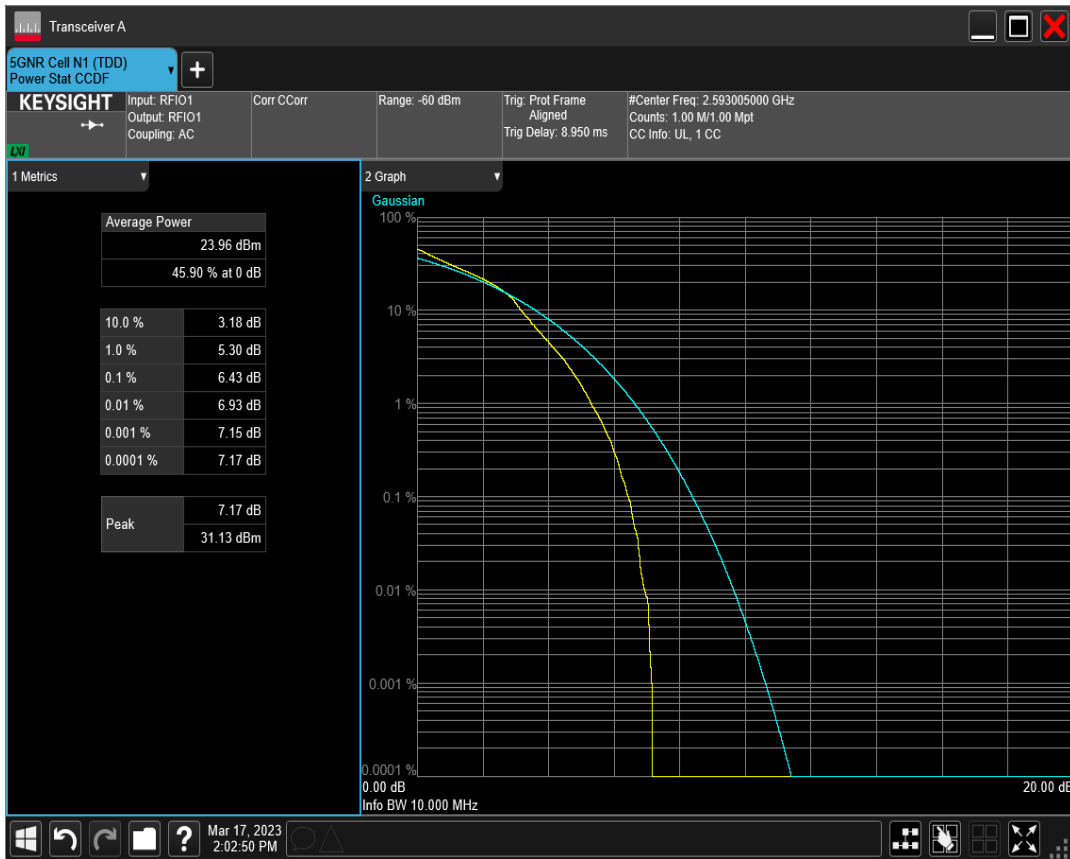 Transceiver A
5GNR Cell N1 (TDD)
Power Stat CCDF
+
KEYSIGHT
LXI
Input: RFIO1
Output: RFIO1
Coupling: AC
Corr CCorr
Range: -60 dBm
Trig: Prot Frame
Aligned
Trig Delay: 8.950 ms
#Center Freq: 2.593005000 GHz
Counts: 1.00 M/1.00 Mpt
CC Info: UL, 1 CC
1 Metrics
Average Power
23.96 dBm
45.90 % at 0 dB
10.0 % 3.18 dB
1.0 % 5.30 dB
0.1 % 6.43 dB
0.01 % 6.93 dB
0.001 % 7.15 dB
0.0001 % 7.17 dB
Peak
7.17 dB
31.13 dBm
2 Graph
Gaussian
100 %
10 %
1 %
0.1 %
0.01 %
0.001 %
0.0001 %
0.00 dB 20.00 dB
Info BW 10.000 MHz
?
Mar 17, 2023
2:02:50 PM